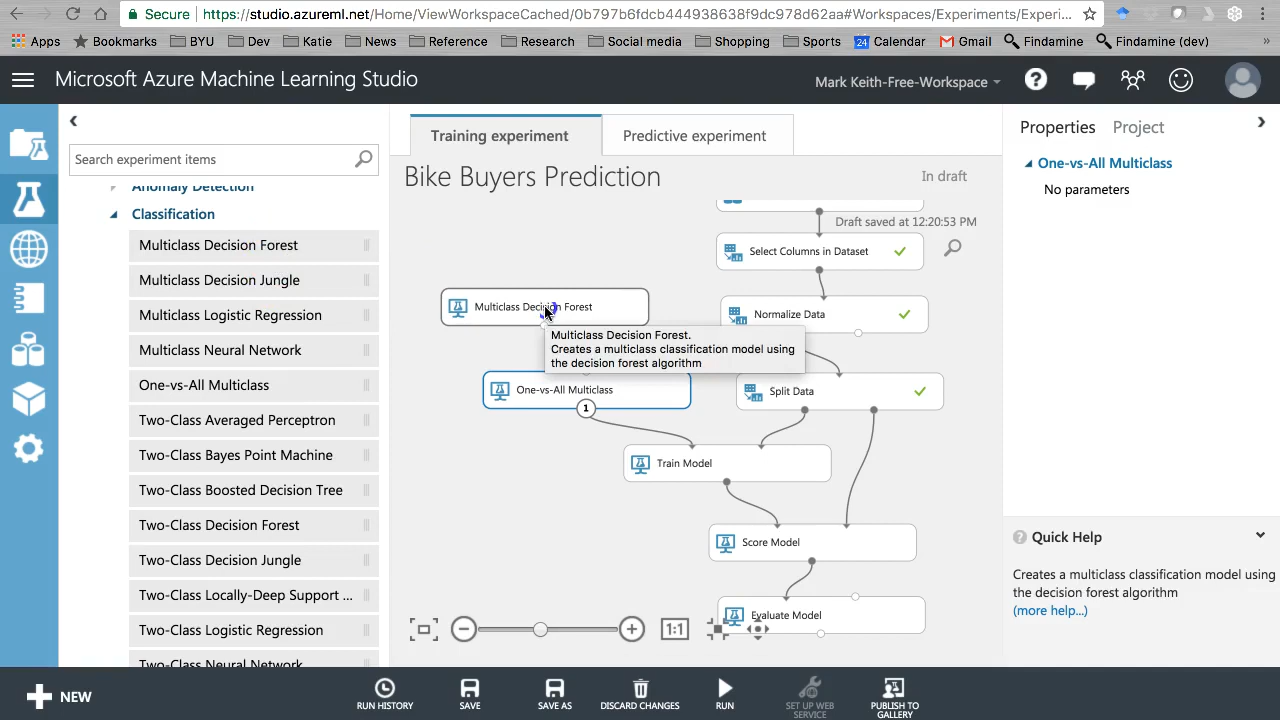 Secure
https://studio.azureml.net/Home/ViewWorkspaceCached/0b797b6fdcb444938638f9dc978d62aa#Workspaces/Experiments/Experi...
Apps
Bookmarks
BYU
Dev
Katie
News
Reference
Research
Social media
Shopping
Sports
24
Calendar
Gmail
Findamine
Findamine (dev)
»
Microsoft Azure Machine Learning Studio
Mark Keith-Free-Workspace
?
Search experiment items
Anomaly Detection
Classification
Multiclass Decision Forest
Multiclass Decision Jungle
Multiclass Logistic Regression
Multiclass Neural Network
One-vs-All Multiclass
Two-Class Averaged Perceptron
Two-Class Bayes Point Machine
Two-Class Boosted Decision Tree
Two-Class Decision Forest
Two-Class Decision Jungle
Two-Class Locally-Deep Support ...
Two-Class Logistic Regression
Two-Class Neural Network
Training experiment
Predictive experiment
Bike Buyers Prediction
In draft
Draft saved at 12:20:53 PM
Select Columns in Dataset
Multiclass Decision Forest
Normalize Data
Multiclass Decision Forest.
Creates a multiclass classification model using
the decision forest algorithm
One-vs-All Multiclass
1
Split Data
Train Model
Score Model
Evaluate Model
1:1
Properties
Project
One-vs-All Multiclass
No parameters
? Quick Help
Creates a multiclass classification model using
the decision forest algorithm
(more help...)
NEW
RUN HISTORY
SAVE
SAVE AS
DISCARD CHANGES
RUN
SET UP WEB
SERVICE
PUBLISH TO
GALLERY